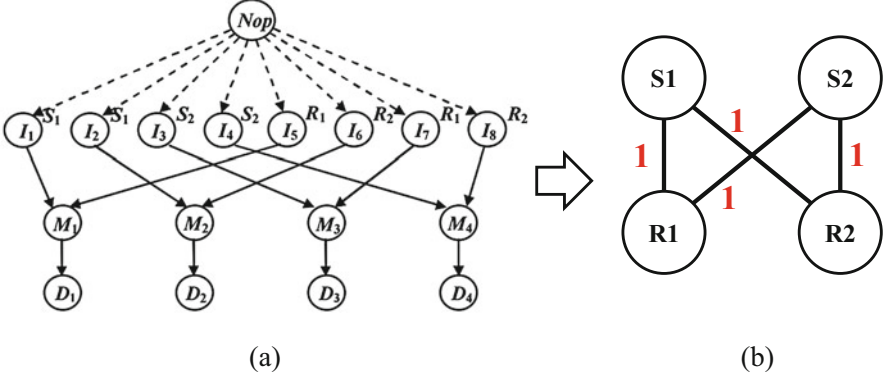 Nop
I1 S1 I2 S1 I3 S2 I4 S2 I5 R1 I6 R2 I7 R1 I8 R2
M1 M2 M3 M4
D1 D2 D3 D4
(a)
S1 S2
1
1 1
1
R1 R2
(b)